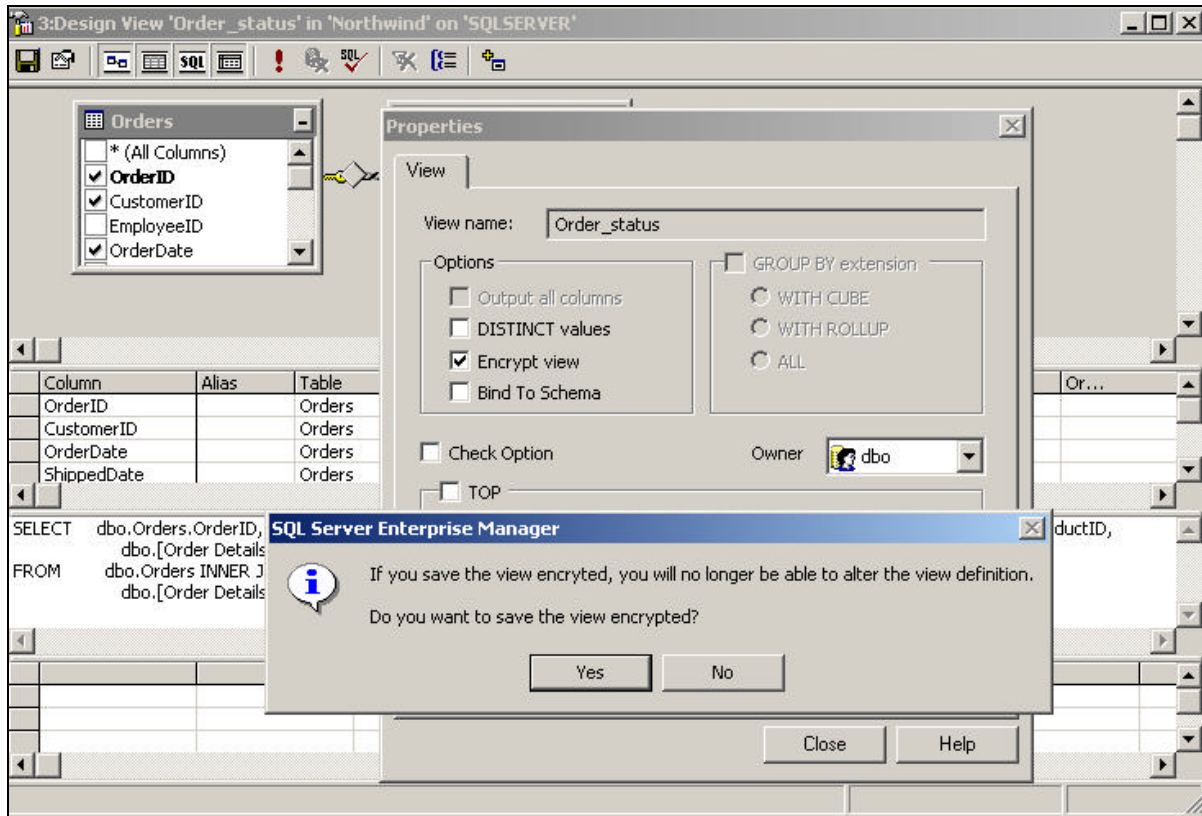 3:Design View 'Order_status' in 'Northwind' on 'SQLSERVER'
SQL
SQL
Orders
* (All Columns)
OrderID
CustomerID
EmployeeID
OrderDate
Properties
View
View name: Order_status
Options
Output all columns
DISTINCT values
Encrypt view
Bind To Schema
GROUP BY extension
WITH CUBE
WITH ROLLUP
ALL
Check Option
Owner dbo
TOP
Column Alias Table Or...
OrderID Orders
CustomerID Orders
OrderDate Orders
ShippedDate Orders
SELECT dbo.Orders.OrderID, ductID,
dbo.[Order Details
FROM dbo.Orders INNER J
dbo.[Order Details
SQL Server Enterprise Manager
If you save the view encryted, you will no longer be able to alter the view definition.
Do you want to save the view encrypted?
Yes No
Close Help